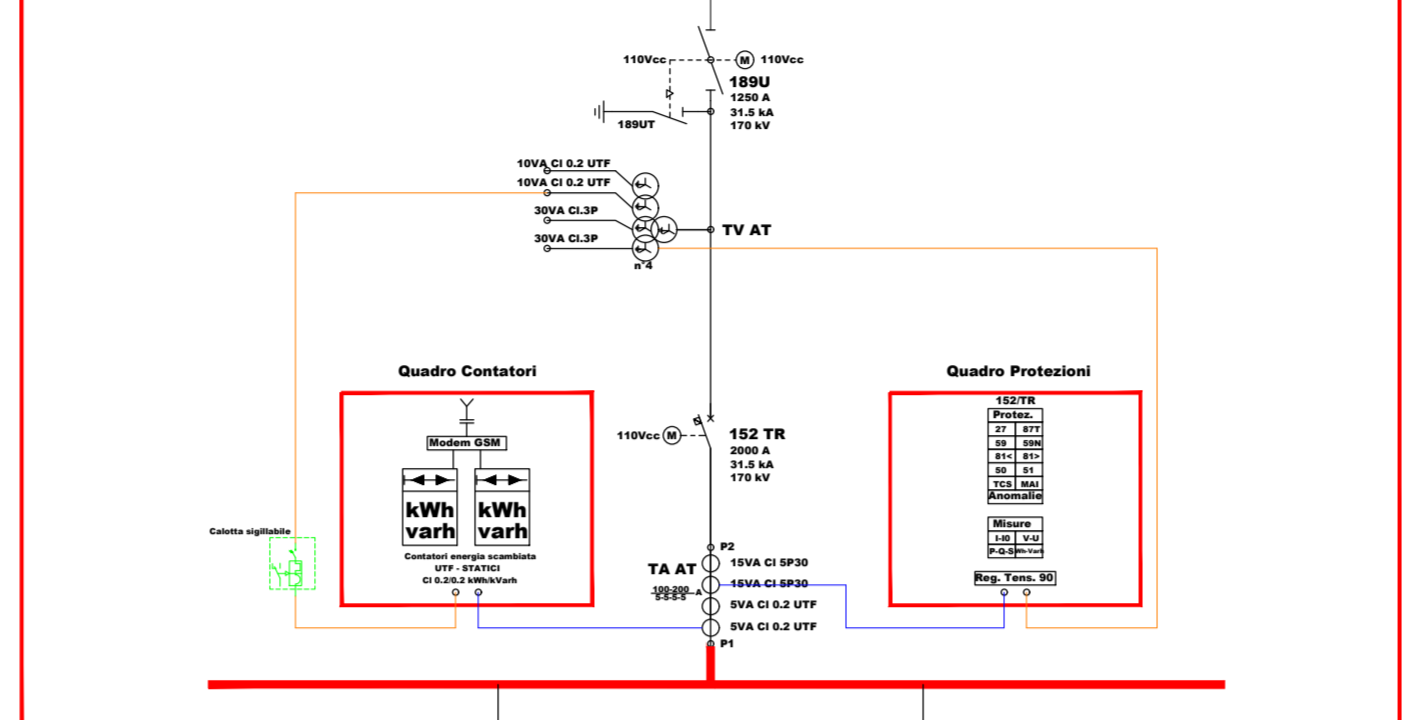 110Vcc
M
110Vcc
189U
1250 A
31.5 kA
170 kV
189UT
10VA Cl 0.2 UTF
10VA Cl 0.2 UTF
30VA Cl.3P
30VA Cl.3P
n°4
TV AT
Quadro Contatori
Modem GSM
kWh
varh
kWh
varh
Contatori energia scambiata
UTF - STATICI
Cl 0.2/0.2 kWh/kVarh
Calotta sigillabile
110Vcc
M
152 TR
2000 A
31.5 kA
170 kV
P2
TA AT
100-200 A
5-5-5-5
15VA Cl 5P30
15VA Cl 5P30
5VA Cl 0.2 UTF
5VA Cl 0.2 UTF
P1
Quadro Protezioni
152/TR
Protez.
27 87T
59 59N
81< 81>
50 51
TCS MAI
Anomalie
Misure
I-I0 V-U
P-Q-S Wh-Varh
Reg. Tens. 90